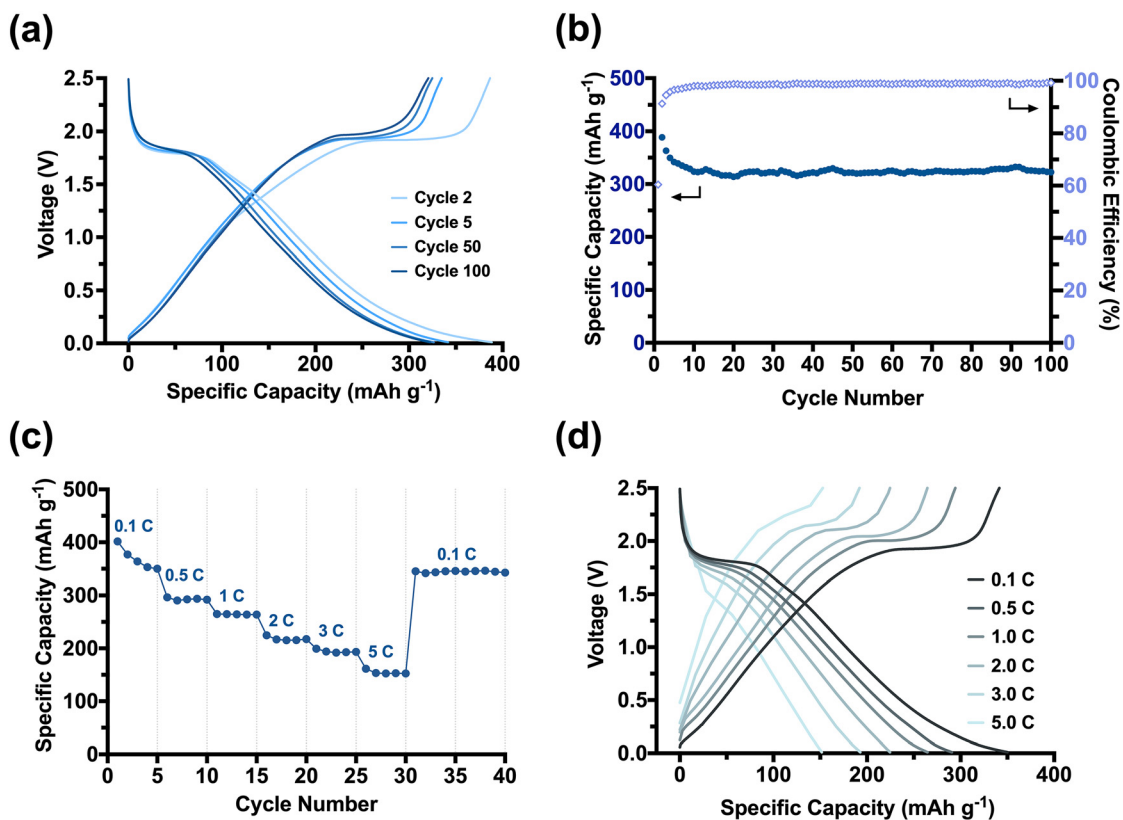 (a)
2.5
2.0
1.5
1.0
0.5
0.0
Voltage (V)
Cycle 2
Cycle 5
Cycle 50
Cycle 100
0 100 200 300 400
Specific Capacity (mAh g⁻¹)
(b)
500
400
300
200
100
0
Specific Capacity (mAh g⁻¹)
100
80
60
40
20
0
Coulombic Efficiency (%)
0 10 20 30 40 50 60 70 80 90 100
Cycle Number
(c)
500
400
300
200
100
0
Specific Capacity (mAh g⁻¹)
0.1 C
0.5 C
1 C
2 C
3 C
5 C
0.1 C
0 5 10 15 20 25 30 35 40
Cycle Number
(d)
2.5
2.0
1.5
1.0
0.5
0.0
Voltage (V)
0.1 C
0.5 C
1.0 C
2.0 C
3.0 C
5.0 C
0 100 200 300 400
Specific Capacity (mAh g⁻¹)